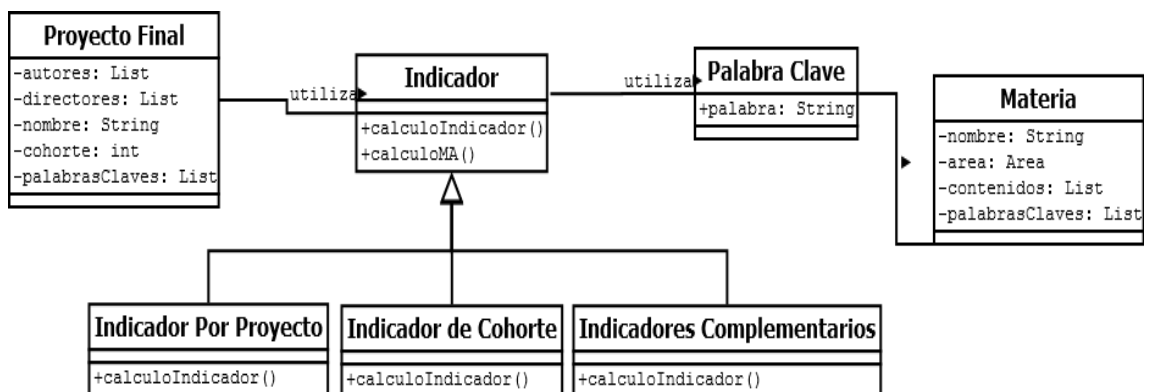 Proyecto Final
-autores: List
-directores: List
-nombre: String
-cohorte: int
-palabrasClaves: List
utiliza
Indicador
+calculoIndicador()
+calculoMA()
utiliza
Palabra Clave
+palabra: String
Materia
-nombre: String
-area: Area
-contenidos: List
-palabrasClaves: List
Indicador Por Proyecto
+calculoIndicador()
Indicador de Cohorte
+calculoIndicador()
Indicadores Complementarios
+calculoIndicador()